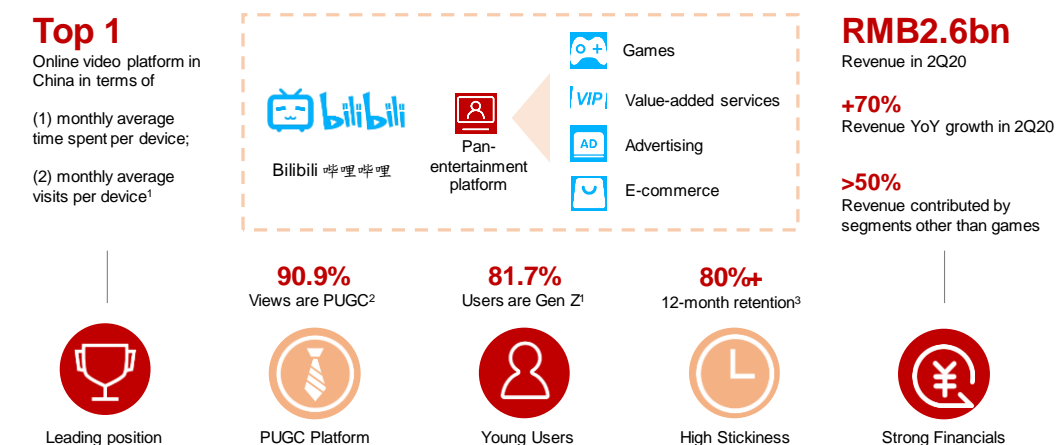 Top 1
Online video platform in
China in terms of
(1) monthly average
time spent per device;
(2) monthly average
visits per device¹
bilibili
Bilibili 哔哩哔哩
Pan-
entertainment
platform
Games
VIP
Value-added services
AD
Advertising
E-commerce
RMB2.6bn
Revenue in 2Q20
+70%
Revenue YoY growth in 2Q20
>50%
Revenue contributed by
segments other than games
90.9%
Views are PUGC²
81.7%
Users are Gen Z¹
80%+
12-month retention³
¥
Leading position
PUGC Platform
Young Users
High Stickiness
Strong Financials